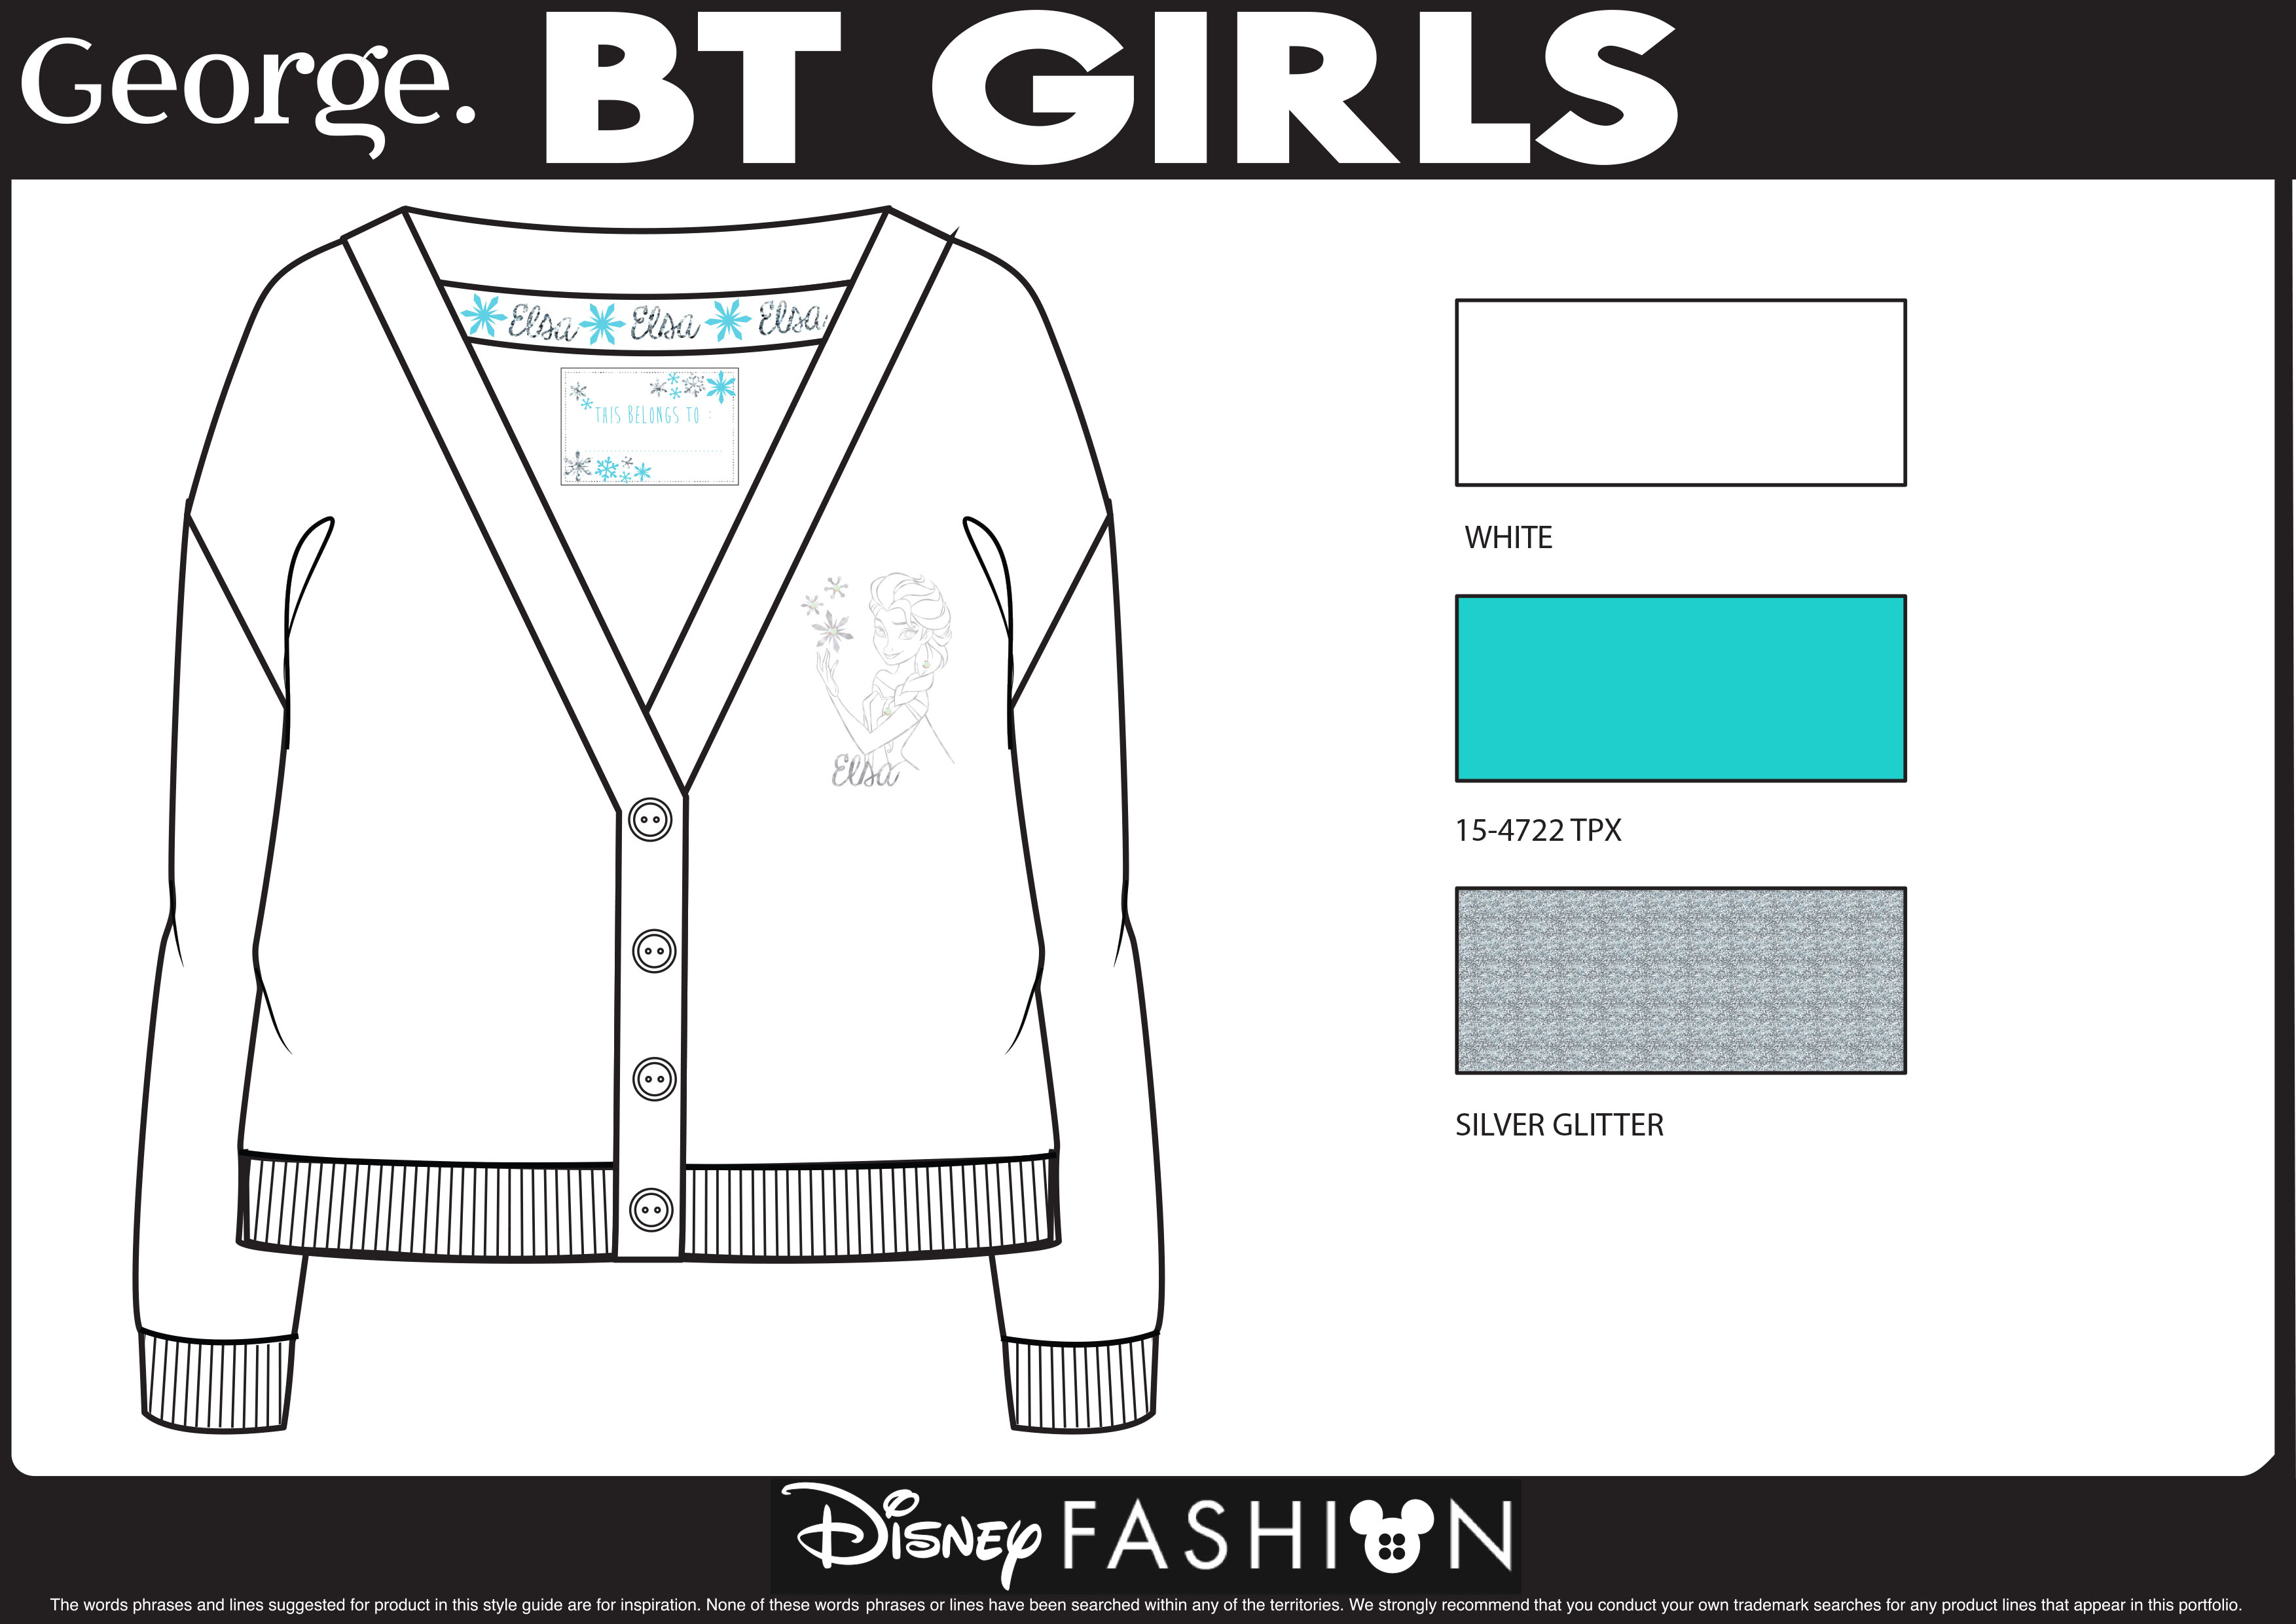 George. BT GIRLS
Elsa Elsa Elsa
THIS BELONGS TO :
Elsa
WHITE
15-4722 TPX
SILVER GLITTER
Disney FASHION
The words phrases and lines suggested for product in this style guide are for inspiration. None of these words phrases or lines have been searched within any of the territories. We strongly recommend that you conduct your own trademark searches for any product lines that appear in this portfolio.